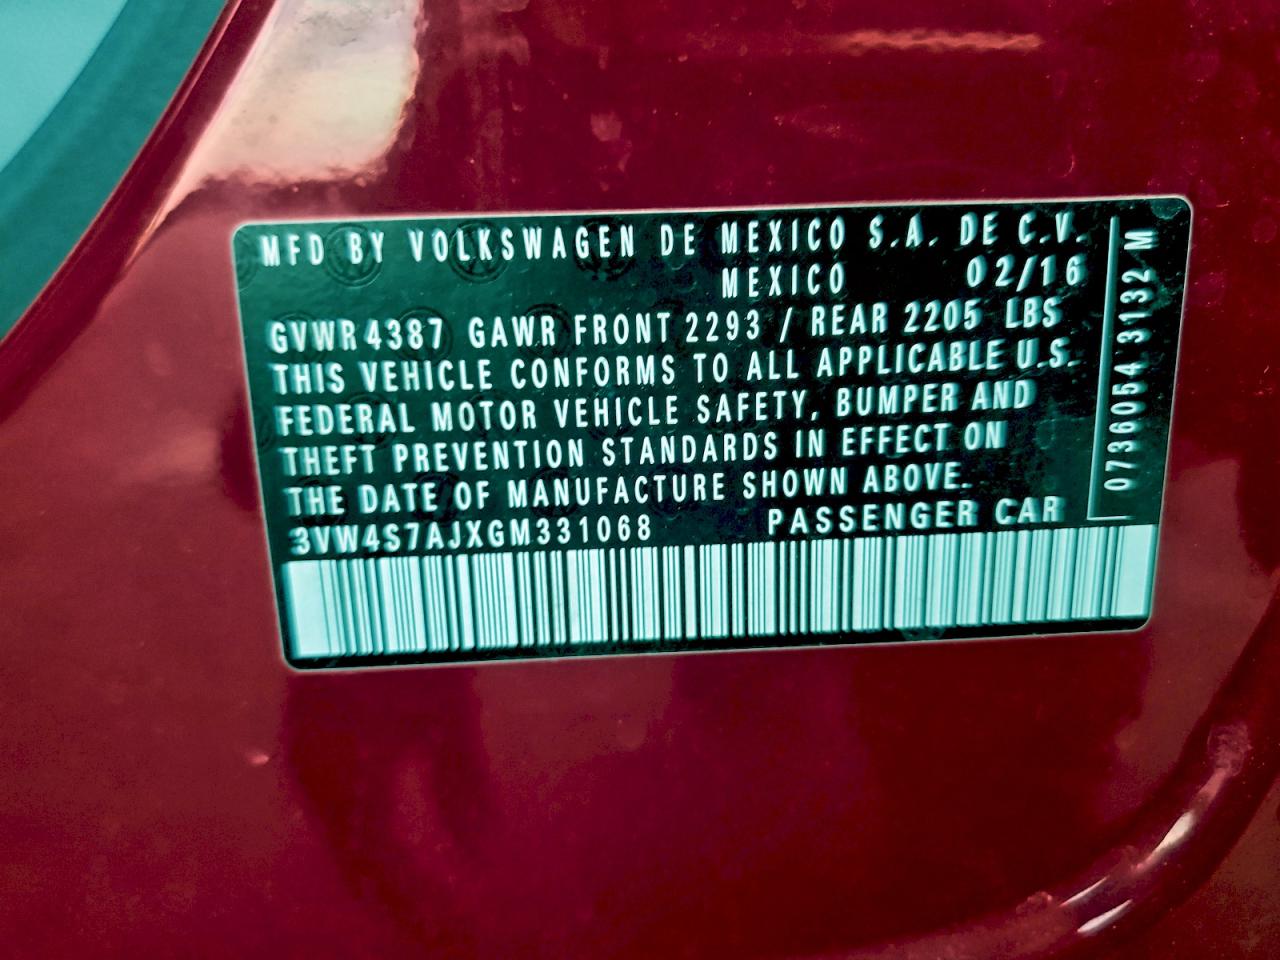 MFD BY VOLKSWAGEN DE MEXICO S.A. DE C.V.
MEXICO 02/16
GVWR 4387 GAWR FRONT 2293 / REAR 2205 LBS
THIS VEHICLE CONFORMS TO ALL APPLICABLE U.S.
FEDERAL MOTOR VEHICLE SAFETY, BUMPER AND
THEFT PREVENTION STANDARDS IN EFFECT ON
THE DATE OF MANUFACTURE SHOWN ABOVE.
3VW4S7AJXGM331068 PASSENGER CAR
0736054 3132 M